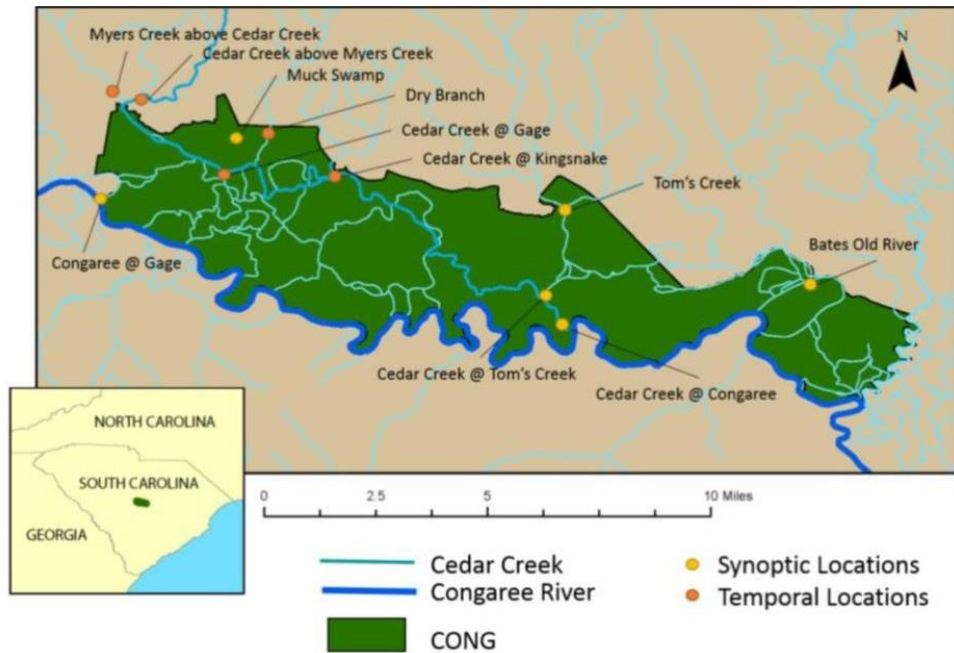 Myers Creek above Cedar Creek
Cedar Creek above Myers Creek
Muck Swamp
N
Dry Branch
Cedar Creek @ Gage
Cedar Creek @ Kingsnake
Tom's Creek
Bates Old River
Congaree @ Gage
Cedar Creek @ Tom's Creek
Cedar Creek @ Congaree
NORTH CAROLINA
SOUTH CAROLINA
GEORGIA
0 2.5 5 10 Miles
Cedar Creek
Congaree River
CONG
Synoptic Locations
Temporal Locations